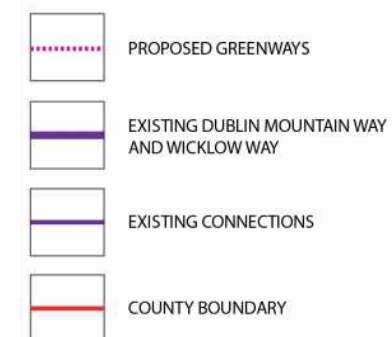 PROPOSED GREENWAYS
EXISTING DUBLIN MOUNTAIN WAY
AND WICKLOW WAY
EXISTING CONNECTIONS
COUNTY BOUNDARY